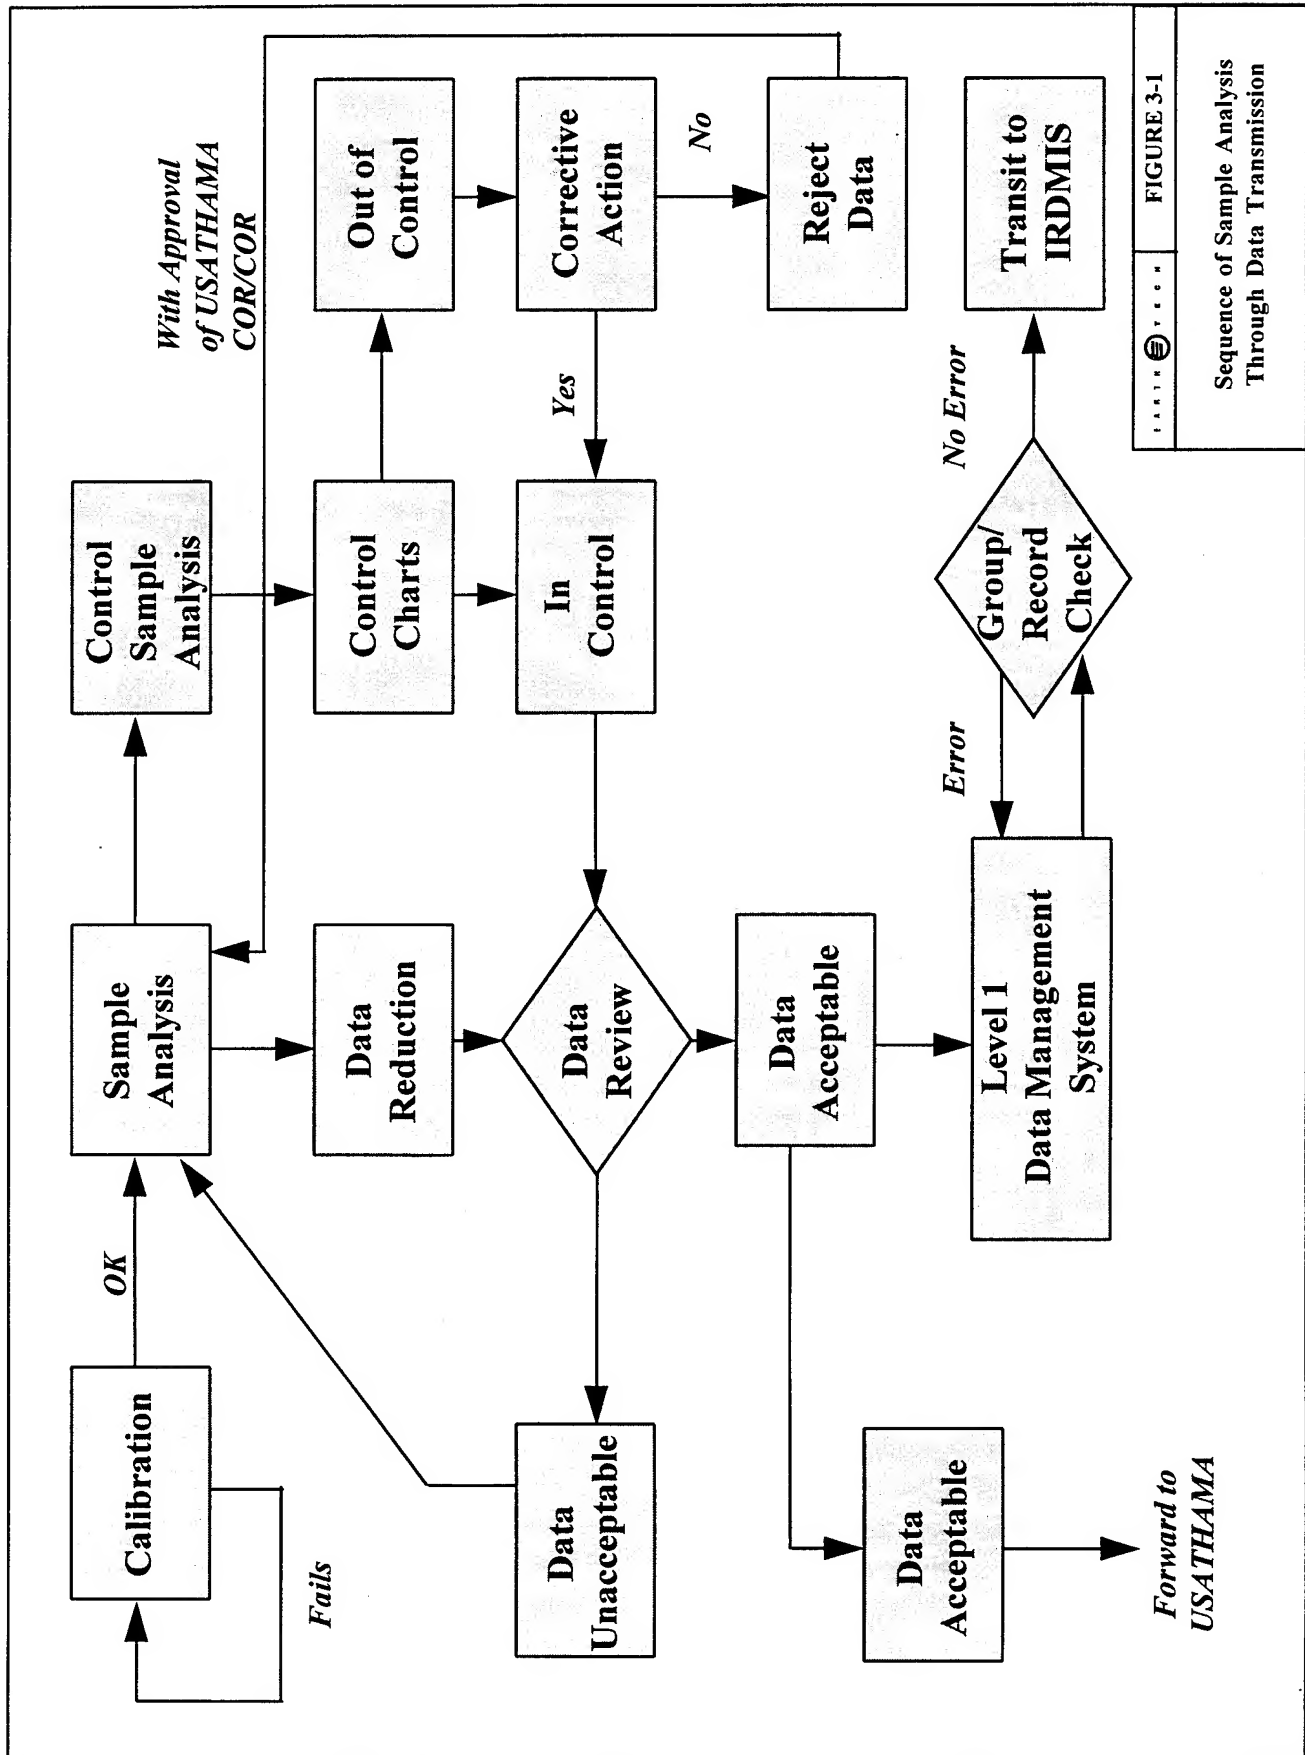 Calibration
OK
Fails
Sample
Analysis
Control
Sample
Analysis
With Approval
of USATHAMA
COR/COR
Data
Reduction
Control
Charts
Out of
Control
Data
Unacceptable
Data
Review
In
Control
Yes
Corrective
Action
No
Data
Acceptable
Reject
Data
Data
Acceptable
Forward to
USATHAMA
Level 1
Data Management
System
Error
Group/
Record
Check
No Error
Transit to
IRDMIS
EARTH TECH
FIGURE 3-1
Sequence of Sample Analysis
Through Data Transmission